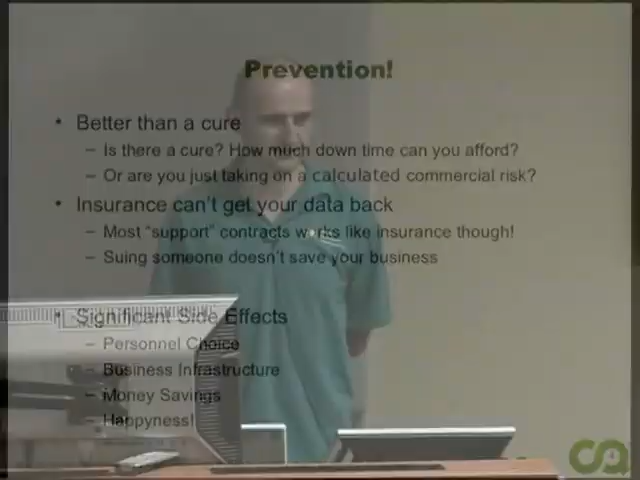 Prevention!
• Better than a cure
– Is there a cure? How much down time can you afford?
– Or are you just taking on a calculated commercial risk?
• Insurance can't get your data back
– Most "support" contracts works like insurance though!
– Suing someone doesn't save your business
• Significant Side Effects
– Personnel Choice
– Business Infrastructure
– Money Savings
– Happyness!
ca